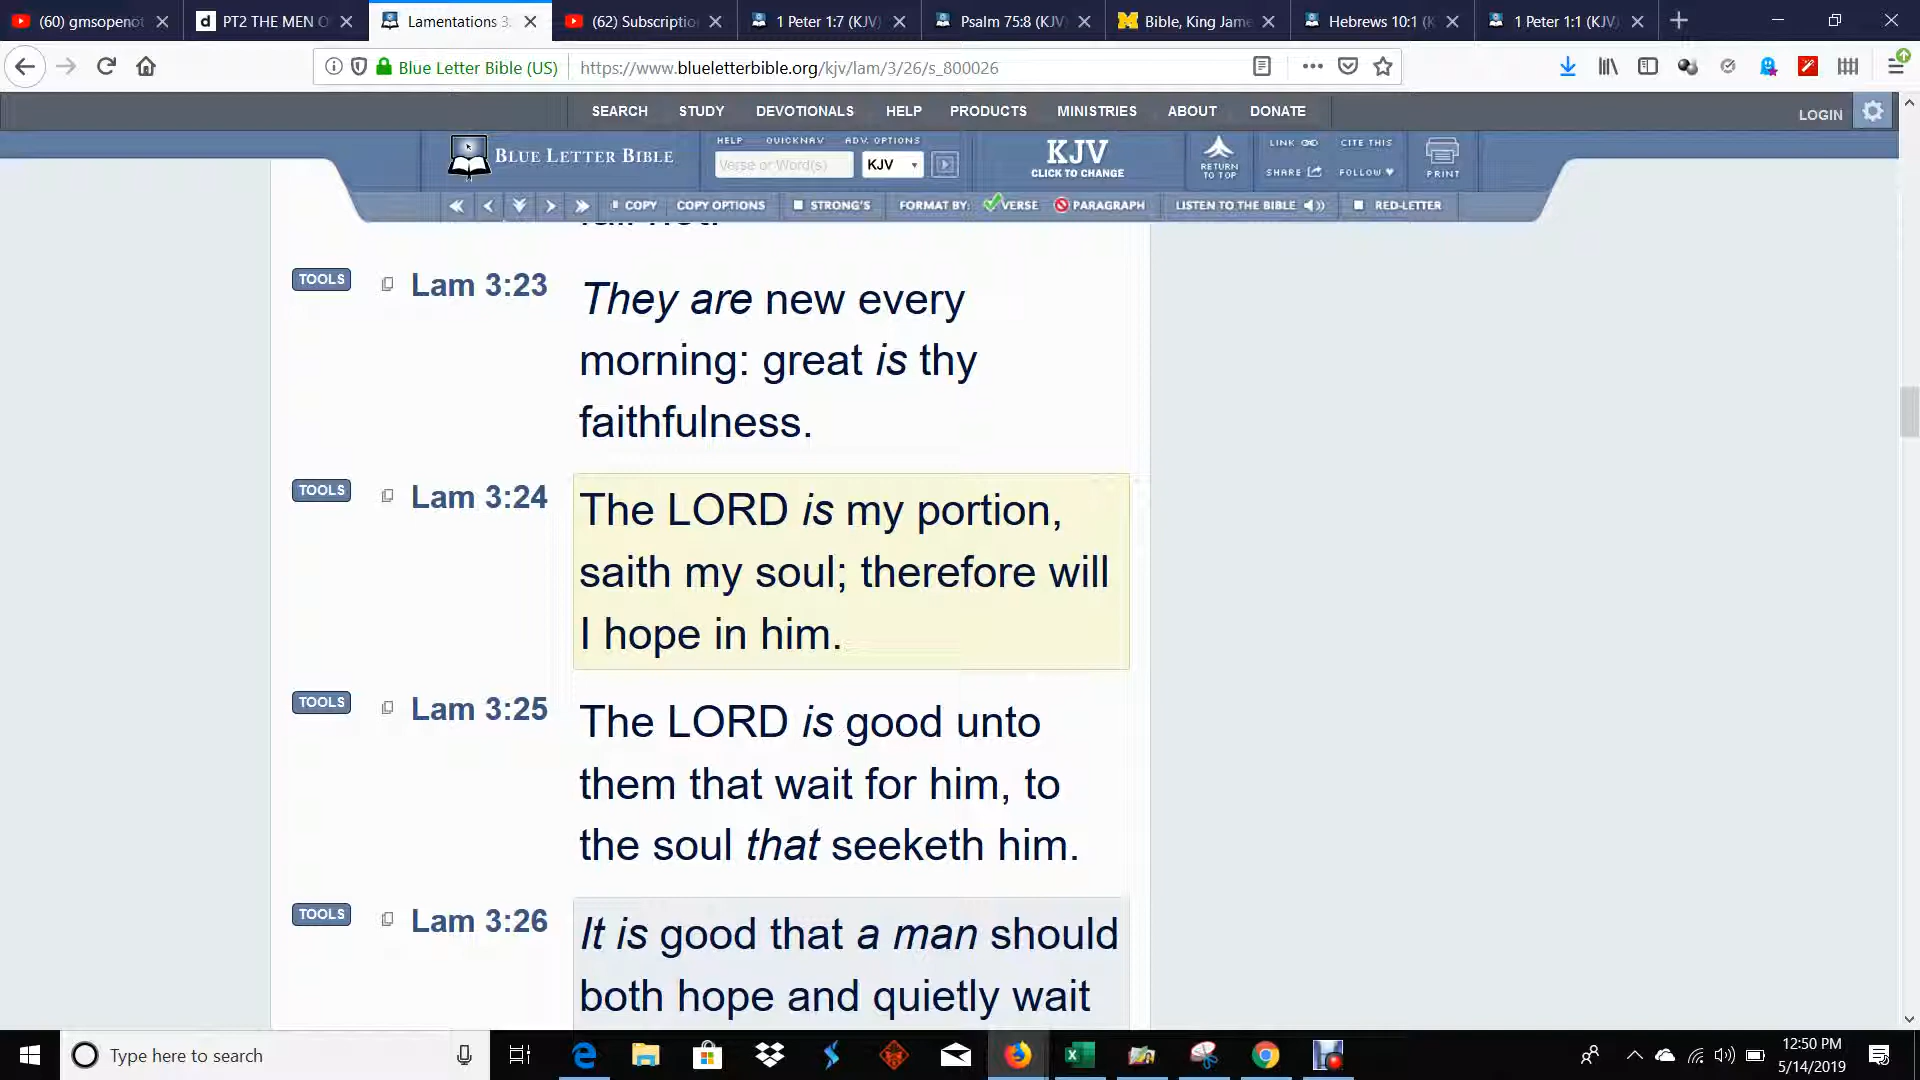 (60) gmsopenot
PT2 THE MEN O
Lamentations 3:
(62) Subscriptio
1 Peter 1:7 (KJV)
Psalm 75:8 (KJV)
Bible, King Jame
Hebrews 10:1 (K
1 Peter 1:1 (KJV)
Blue Letter Bible (US)
https://www.blueletterbible.org/kjv/lam/3/26/s_800026
SEARCH STUDY DEVOTIONALS HELP PRODUCTS MINISTRIES ABOUT DONATE
LOGIN
BLUE LETTER BIBLE
HELP QUICKNAV ADV. OPTIONS
Verse or Word(s) KJV
KJV
CLICK TO CHANGE
RETURN
TO TOP
LINK CITE THIS
SHARE FOLLOW
PRINT
COPY COPY OPTIONS STRONG'S FORMAT BY: VERSE PARAGRAPH LISTEN TO THE BIBLE RED-LETTER
TOOLS Lam 3:23 They are new every
morning: great is thy
faithfulness.
TOOLS Lam 3:24 The LORD is my portion,
saith my soul; therefore will
I hope in him.
TOOLS Lam 3:25 The LORD is good unto
them that wait for him, to
the soul that seeketh him.
TOOLS Lam 3:26 It is good that a man should
both hope and quietly wait
Type here to search
12:50 PM
5/14/2019